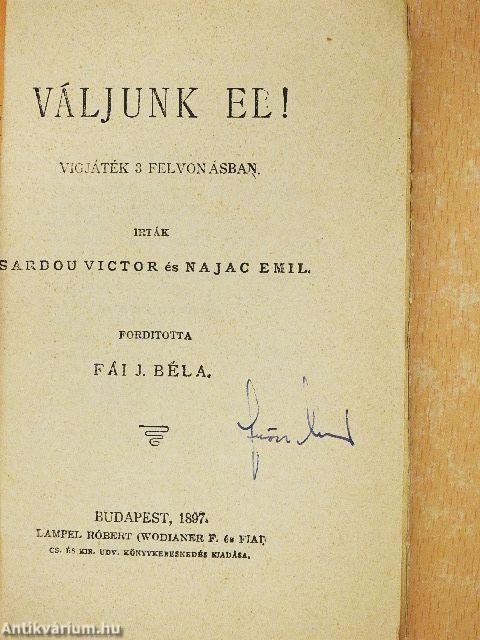 VÁLJUNK EL!
VIGJÁTÉK 3 FELVONÁSBAN.
IRTÁK
SARDOU VICTOR és NAJAC EMIL.
FORDITOTTA
FÁI J. BÉLA.
BUDAPEST, 1897.
LAMPEL RÓBERT (WODIANER F. és FIAI)
CS. ÉS KIR. UDV. KÖNYVKERESKEDÉS KIADÁSA.
Antikvárium.hu